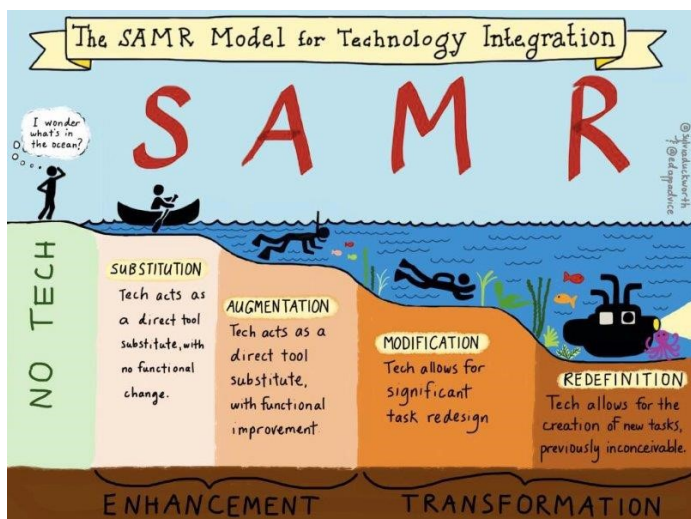 The SAMR Model for Technology Integration
S A M R
I wonder
what's in
the ocean?
@sylviaduckworth
@edappadvice
NO TECH
SUBSTITUTION
Tech acts as
a direct tool
substitute, with
no functional
change.
AUGMENTATION
Tech acts as a
direct tool
substitute,
with functional
improvement
MODIFICATION
Tech allows for
significant
task redesign
REDEFINITION
Tech allows for the
creation of new tasks,
previously inconceivable.
ENHANCEMENT
TRANSFORMATION